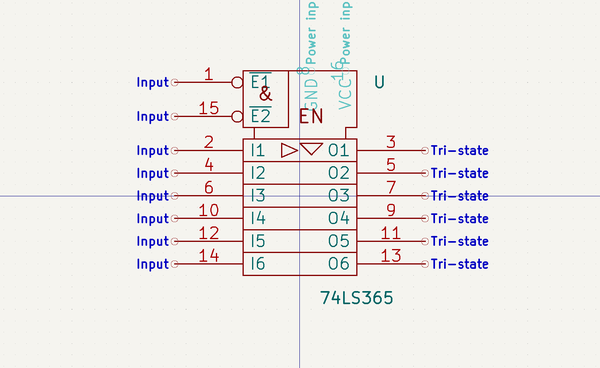 Power inp
Power inp
8
16
GND
VCC
Input 1 E1 U
&
Input 15 E2 EN
Input 2 I1 O1 3 Tri-state
Input 4 I2 O2 5 Tri-state
Input 6 I3 O3 7 Tri-state
Input 10 I4 O4 9 Tri-state
Input 12 I5 O5 11 Tri-state
Input 14 I6 O6 13 Tri-state
74LS365